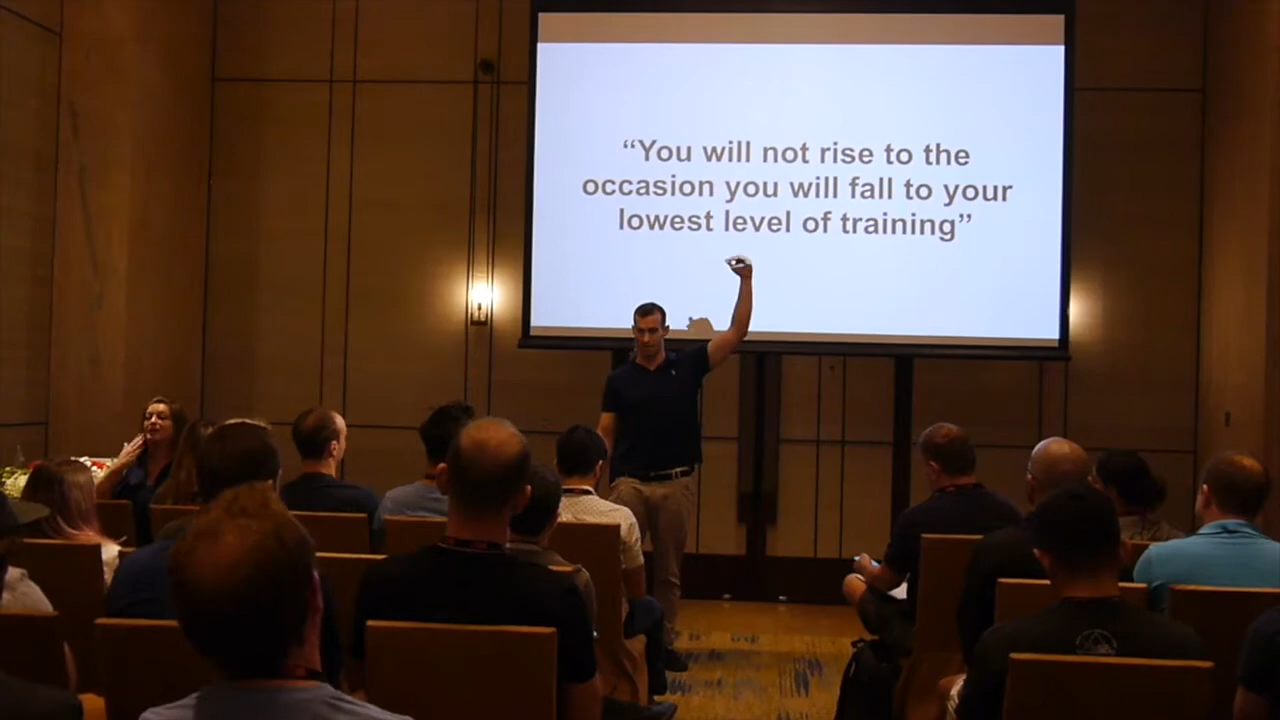 “You will not rise to the
occasion you will fall to your
lowest level of training”